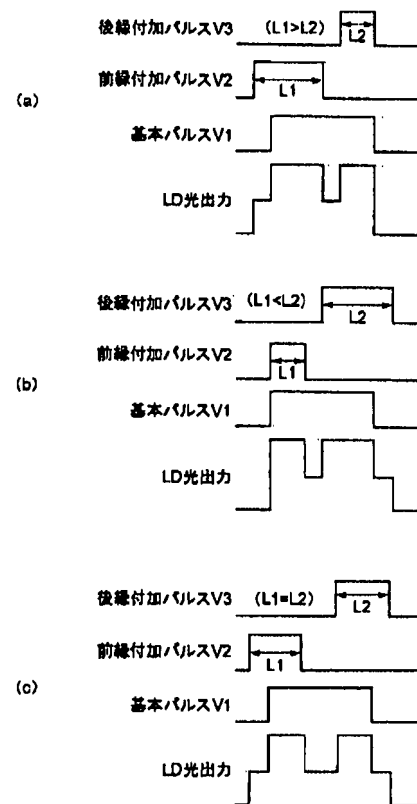 後縁付加パルスV3 (L1>L2) L2
前縁付加パルスV2 L1
(a)
基本パルスV1
LD光出力
後縁付加パルスV3 (L1<L2) L2
前縁付加パルスV2 L1
(b)
基本パルスV1
LD光出力
後縁付加パルスV3 (L1=L2) L2
前縁付加パルスV2 L1
(c)
基本パルスV1
LD光出力